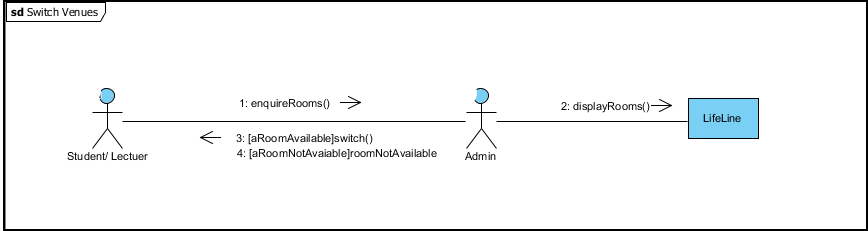 sd Switch Venues
1: enquireRooms()
2: displayRooms()
LifeLine
3: [aRoomAvailable]switch()
4: [aRoomNotAvaiable]roomNotAvailable
Student/ Lectuer
Admin